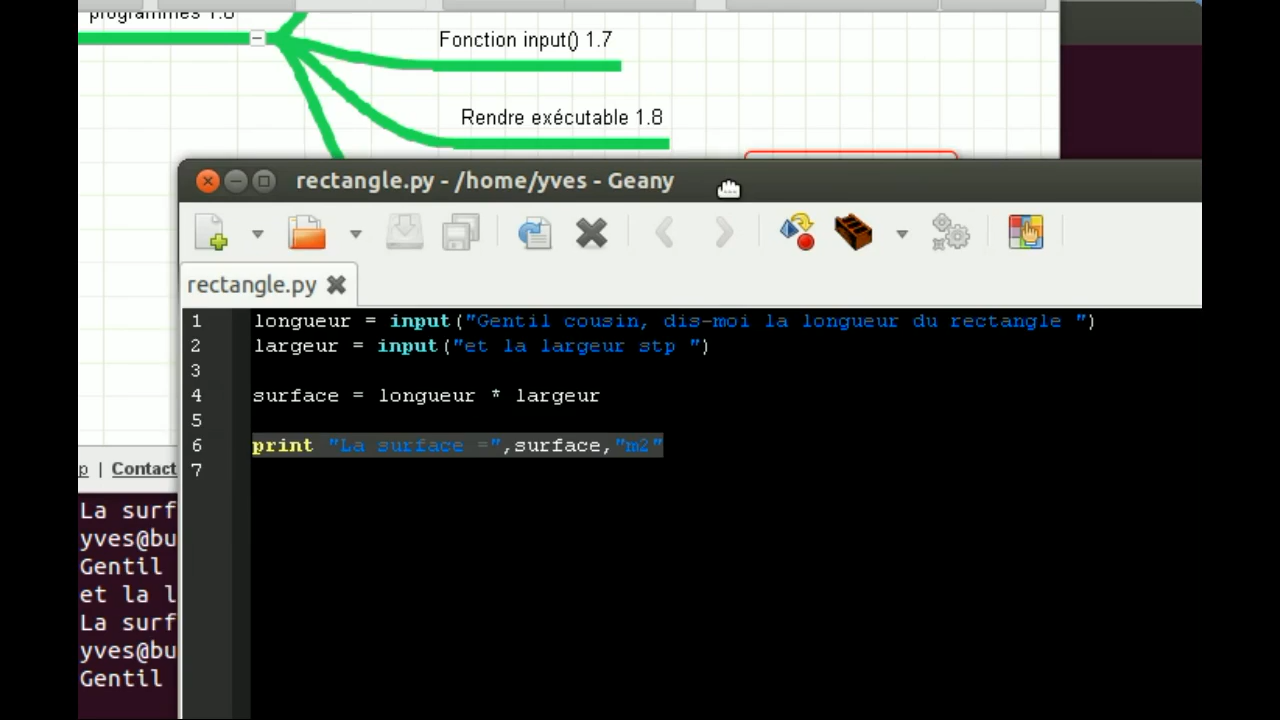 programmes 1.6
Fonction input() 1.7
Rendre exécutable 1.8
rectangle.py - /home/yves - Geany
rectangle.py
1 longueur = input("Gentil cousin, dis-moi la longueur du rectangle ")
2 largeur = input("et la largeur stp ")
3
4 surface = longueur * largeur
5
6 print "La surface =",surface,"m2"
7
p | Contact
La surf
yves@bu
Gentil
et la l
La surf
yves@bu
Gentil